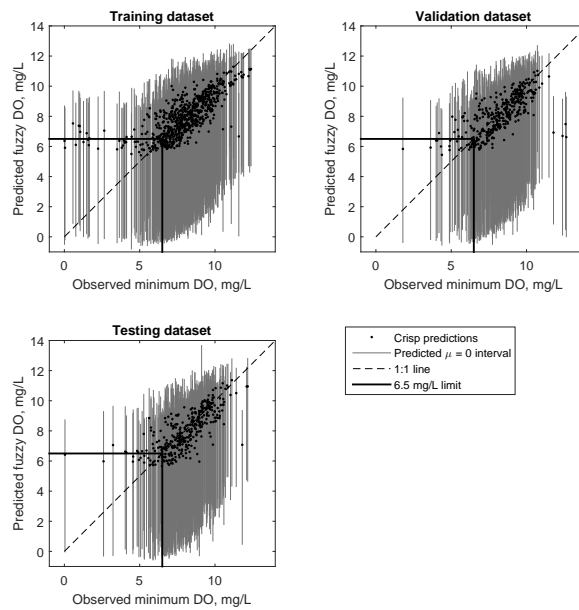 Training dataset
14
12
10
8
6
4
2
0
0 5 10
Predicted fuzzy DO, mg/L
Observed minimum DO, mg/L
Validation dataset
14
12
10
8
6
4
2
0
0 5 10
Predicted fuzzy DO, mg/L
Observed minimum DO, mg/L
Testing dataset
14
12
10
8
6
4
2
0
0 5 10
Predicted fuzzy DO, mg/L
Observed minimum DO, mg/L
Crisp predictions
Predicted μ = 0 interval
1:1 line
6.5 mg/L limit